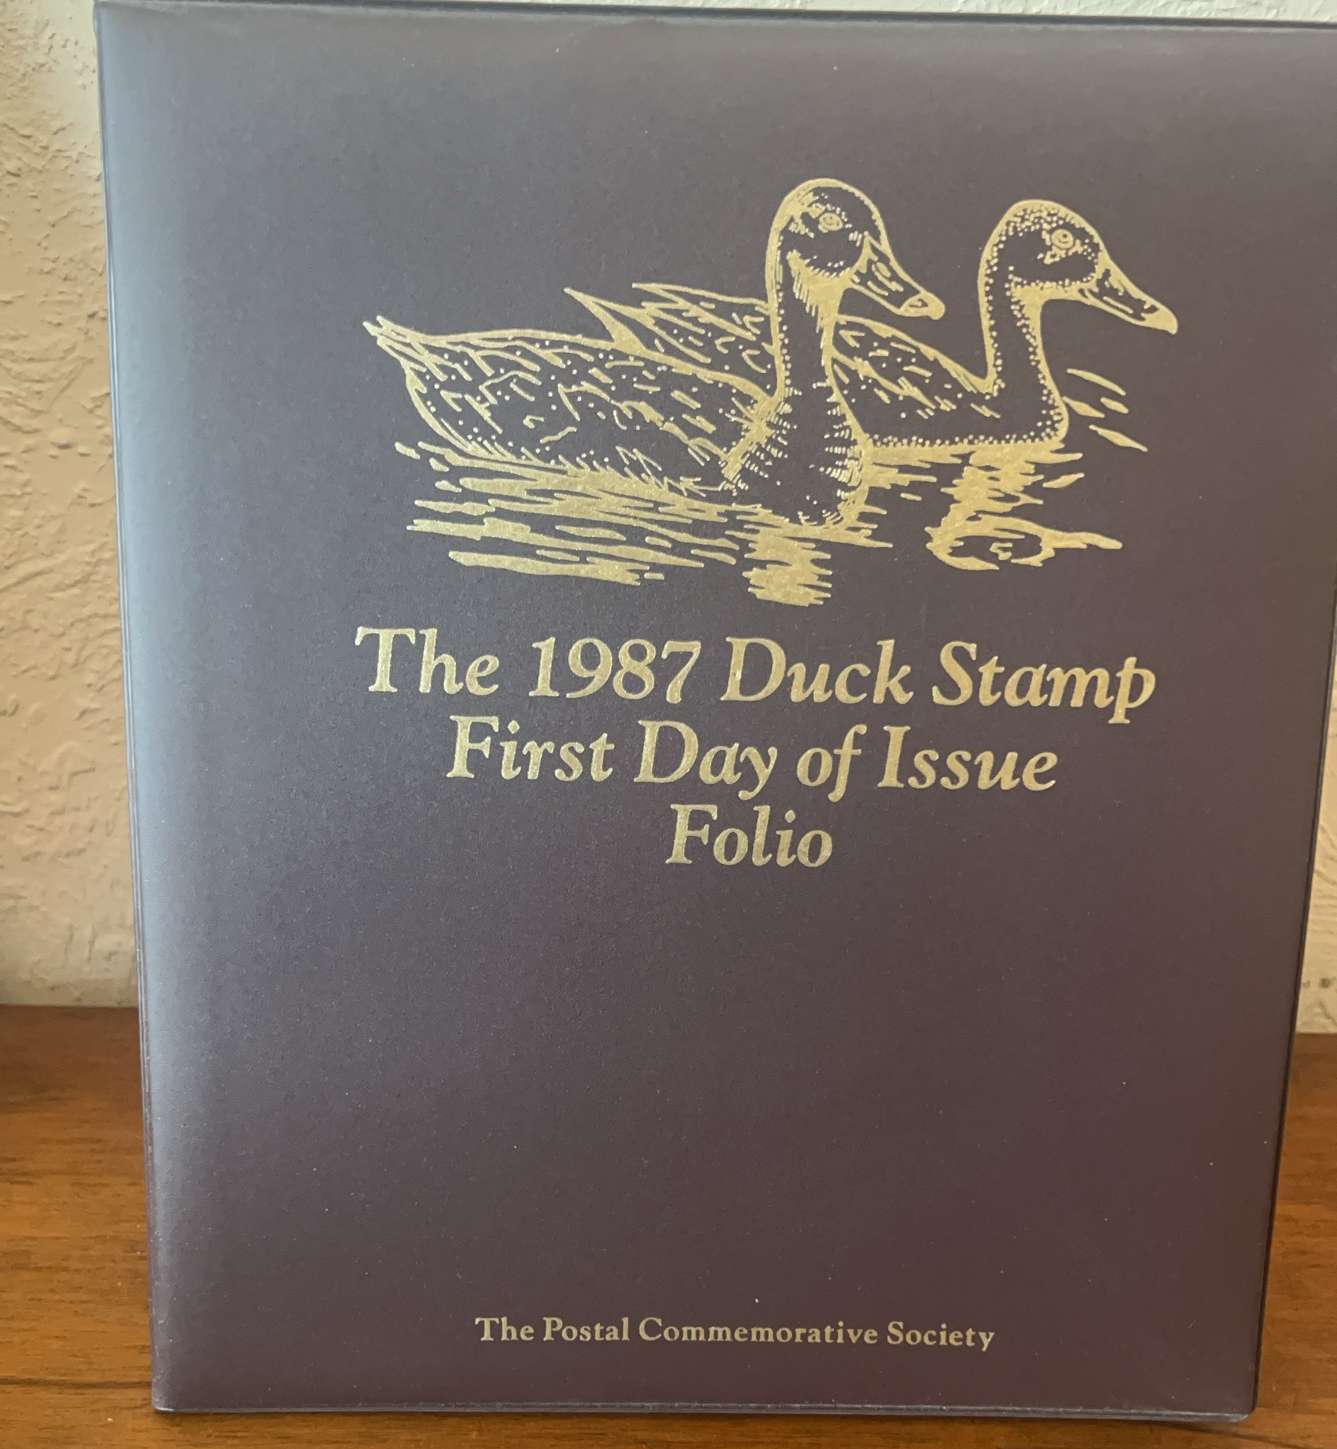 The 1987 Duck Stamp
First Day of Issue
Folio
The Postal Commemorative Society